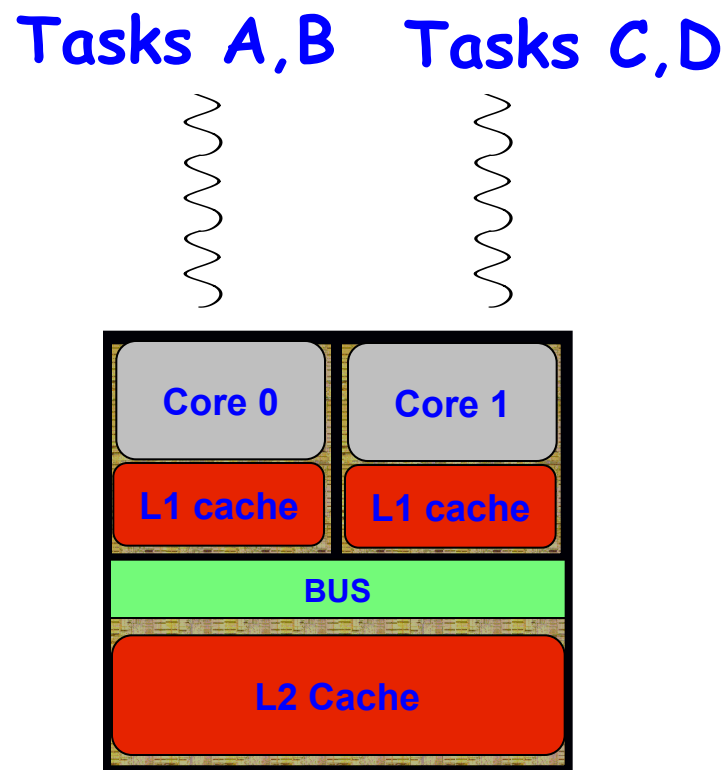 Tasks A,B Tasks C,D
Core 0 Core 1
L1 cache L1 cache
BUS
L2 Cache